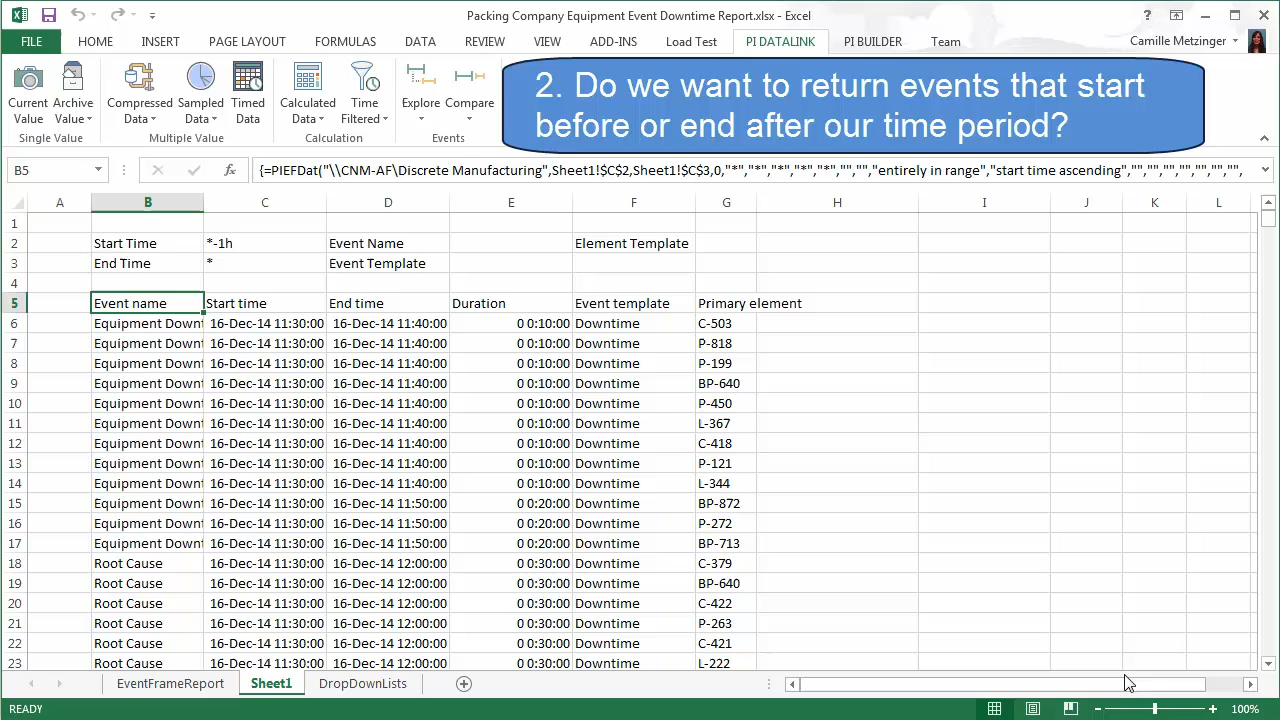 Packing Company Equipment Event Downtime Report.xlsx - Excel
FILE HOME INSERT PAGE LAYOUT FORMULAS DATA REVIEW VIEW ADD-INS Load Test PI DATALINK PI BUILDER Team Camille Metzinger
Current Value Archive Value Compressed Data Sampled Data Timed Data Calculated Data Time Filtered Explore Compare
Single Value Multiple Value Calculation Events
2. Do we want to return events that start
before or end after our time period?
B5 fx {=PIEFDat("\\CNM-AF\Discrete Manufacturing",Sheet1!$C$2,Sheet1!$C$3,0,"*","*","*","*","*","","","entirely in range","start time ascending","","","","","","","",
A B C D E F G H I J K L
1
2 Start Time *-1h Event Name Element Template
3 End Time * Event Template
4
5 Event name Start time End time Duration Event template Primary element
6 Equipment Downt 16-Dec-14 11:30:00 16-Dec-14 11:40:00 0 0:10:00 Downtime C-503
7 Equipment Downt 16-Dec-14 11:30:00 16-Dec-14 11:40:00 0 0:10:00 Downtime P-818
8 Equipment Downt 16-Dec-14 11:30:00 16-Dec-14 11:40:00 0 0:10:00 Downtime P-199
9 Equipment Downt 16-Dec-14 11:30:00 16-Dec-14 11:40:00 0 0:10:00 Downtime BP-640
10 Equipment Downt 16-Dec-14 11:30:00 16-Dec-14 11:40:00 0 0:10:00 Downtime P-450
11 Equipment Downt 16-Dec-14 11:30:00 16-Dec-14 11:40:00 0 0:10:00 Downtime L-367
12 Equipment Downt 16-Dec-14 11:30:00 16-Dec-14 11:40:00 0 0:10:00 Downtime C-418
13 Equipment Downt 16-Dec-14 11:30:00 16-Dec-14 11:40:00 0 0:10:00 Downtime P-121
14 Equipment Downt 16-Dec-14 11:30:00 16-Dec-14 11:40:00 0 0:10:00 Downtime L-344
15 Equipment Downt 16-Dec-14 11:30:00 16-Dec-14 11:50:00 0 0:20:00 Downtime BP-872
16 Equipment Downt 16-Dec-14 11:30:00 16-Dec-14 11:50:00 0 0:20:00 Downtime P-272
17 Equipment Downt 16-Dec-14 11:30:00 16-Dec-14 11:50:00 0 0:20:00 Downtime BP-713
18 Root Cause 16-Dec-14 11:30:00 16-Dec-14 12:00:00 0 0:30:00 Downtime C-379
19 Root Cause 16-Dec-14 11:30:00 16-Dec-14 12:00:00 0 0:30:00 Downtime BP-640
20 Root Cause 16-Dec-14 11:30:00 16-Dec-14 12:00:00 0 0:30:00 Downtime C-422
21 Root Cause 16-Dec-14 11:30:00 16-Dec-14 12:00:00 0 0:30:00 Downtime P-263
22 Root Cause 16-Dec-14 11:30:00 16-Dec-14 12:00:00 0 0:30:00 Downtime C-421
23 Root Cause 16-Dec-14 11:30:00 16-Dec-14 12:00:00 0 0:30:00 Downtime L-222
EventFrameReport Sheet1 DropDownLists
READY 100%